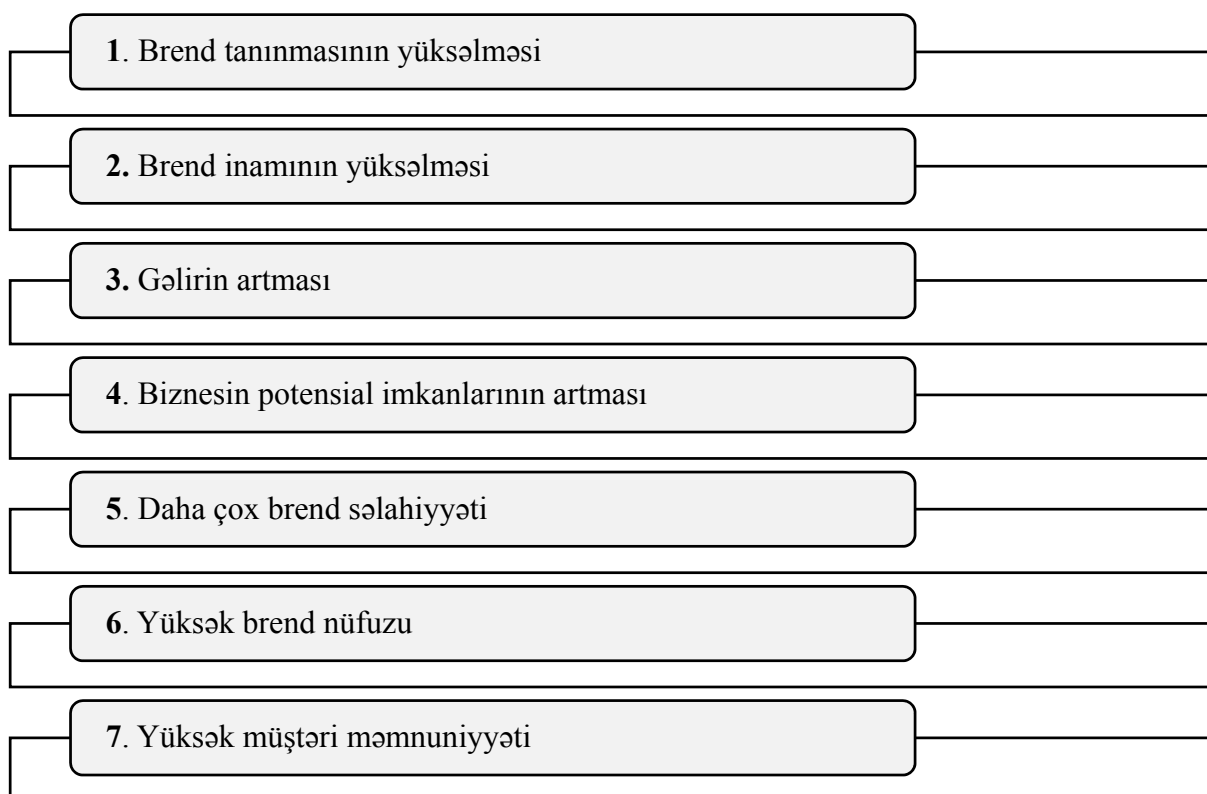 1. Brend tanınmasının yüksəlməsi
2. Brend inamının yüksəlməsi
3. Gəlirin artması
4. Biznesin potensial imkanlarının artması
5. Daha çox brend səlahiyyəti
6. Yüksək brend nüfuzu
7. Yüksək müştəri məmnuniyyəti